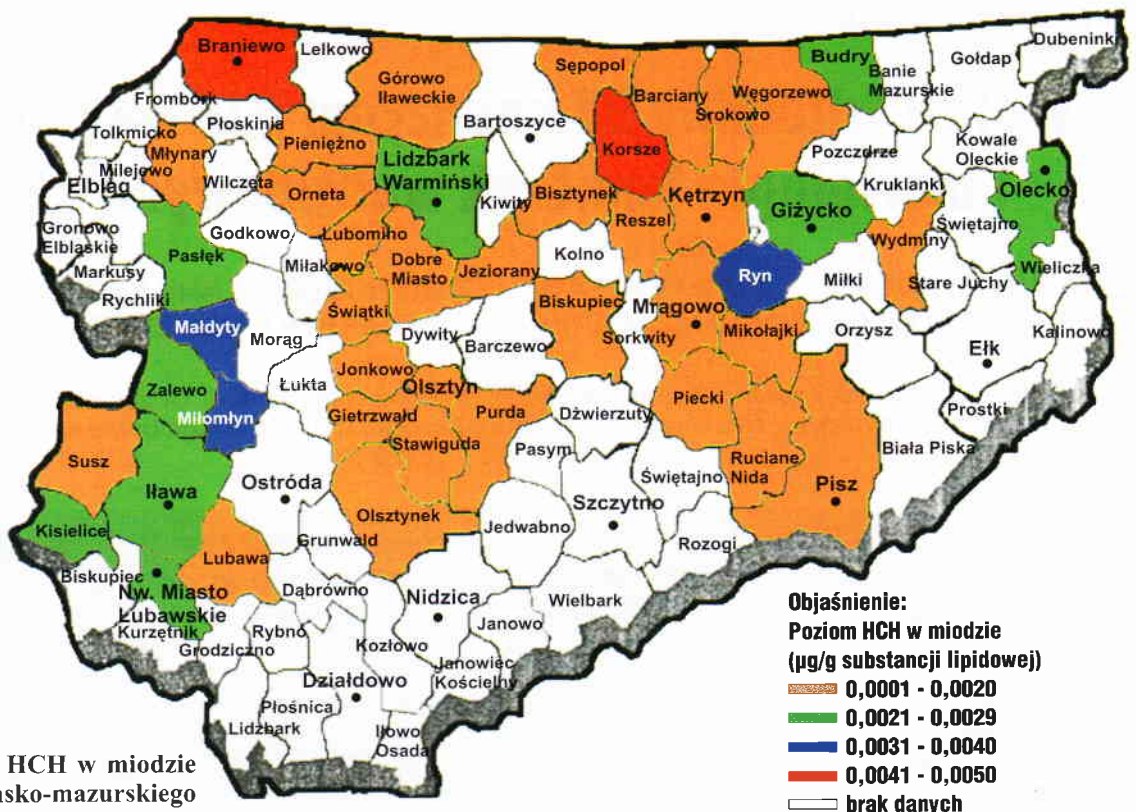 Braniewo
Lelkowo
Górowo
Iławeckie
Sępopol
Barciany
Srokowo
Węgorzewo
Budry
Banie
Mazurskie
Gołdap
Dubeninki
Frombork
Płoskinia
Tolkmicko
Młynary
Milejewo
Elbląg
Wilczęta
Pieniężno
Orneta
Lidzbark
Warmiński
Bartoszyce
Kiwity
Korsze
Bisztynek
Reszel
Kętrzyn
Pozczdrze
Kruklanki
Kowale
Oleckie
Olecko
Giżycko
Świętajno
Wydminy
Wieliczka
Gronowo
Elbląskie
Markusy
Rychliki
Pasłęk
Godkowo
Miłakowo
Lubomino
Dobre
Miasto
Jeziorany
Kolno
Ryn
Miłki
Stare Juchy
Kalinowo
Małdyty
Morąg
Świątki
Dywity
Barczewo
Biskupiec
Sorkwity
Mrągowo
Mikołajki
Orzysz
Ełk
Prostki
Zalewo
Miłomłyn
Łukta
Jonkowo
Olsztyn
Gietrzwałd
Stawiguda
Purda
Dźwierzuty
Pasym
Piecki
Ruciane
Nida
Pisz
Biała Piska
Susz
Iława
Ostróda
Olsztynek
Szczytno
Świętajno
Jedwabno
Rozogi
Kisielice
Lubawa
Grunwald
Biskupiec
Nw. Miasto
Łubawskie
Kurzętnik
Grodziczno
Dąbrówno
Rybno
Nidzica
Wielbark
Janowo
Kozłowo
Janowiec
Kościelny
Działdowo
Płośnica
Lidzbark
Iłowo
Osada
Objaśnienie:
Poziom HCH w miodzie
(µg/g substancji lipidowej)
0,0001 - 0,0020
0,0021 - 0,0029
0,0031 - 0,0040
0,0041 - 0,0050
brak danych
HCH w miodzie
sko-mazurskiego